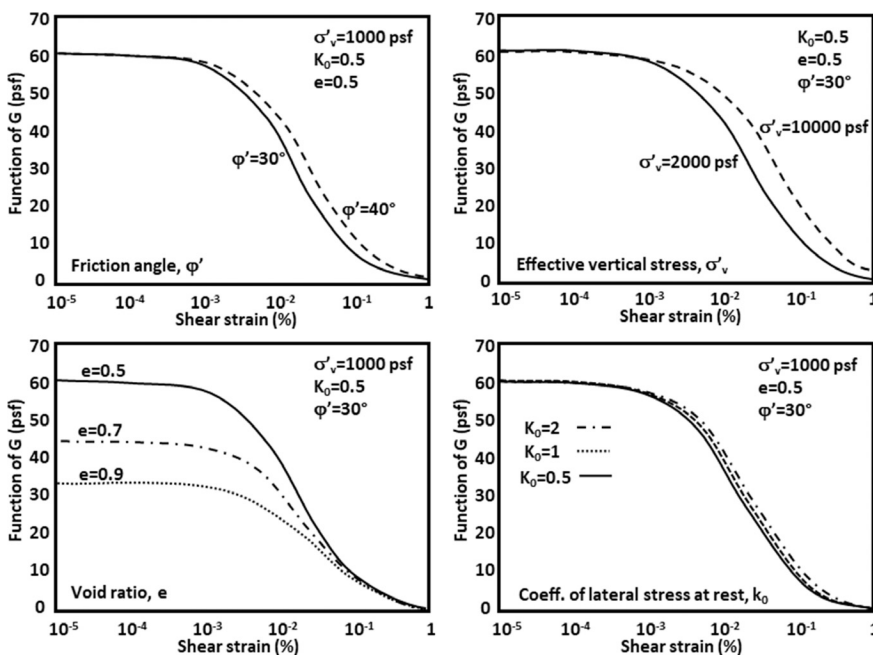 70
60
50
40
30
20
10
0
Function of G (psf)
σ'v=1000 psf
K0=0.5
e=0.5
φ'=30°
φ'=40°
Friction angle, φ'
10-5
10-4
10-3
10-2
10-1
1
Shear strain (%)
70
60
50
40
30
20
10
0
Function of G (psf)
K0=0.5
e=0.5
φ'=30°
σ'v=10000 psf
σ'v=2000 psf
Effective vertical stress, σ'v
10-5
10-4
10-3
10-2
10-1
1
Shear strain (%)
70
60
50
40
30
20
10
0
Function of G (psf)
e=0.5
e=0.7
e=0.9
σ'v=1000 psf
K0=0.5
φ'=30°
Void ratio, e
10-5
10-4
10-3
10-2
10-1
1
Shear strain (%)
70
60
50
40
30
20
10
0
Function of G (psf)
σ'v=1000 psf
e=0.5
φ'=30°
K0=2
K0=1
K0=0.5
Coeff. of lateral stress at rest, k0
10-5
10-4
10-3
10-2
10-1
1
Shear strain (%)